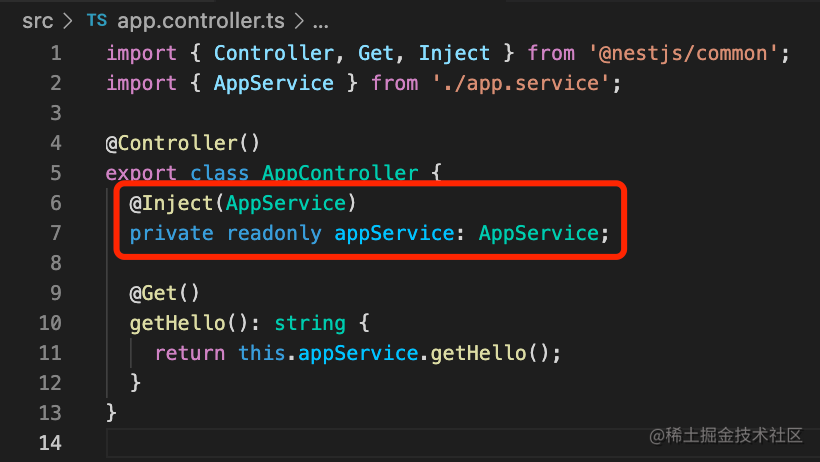 src > TS app.controller.ts > ...
1 import { Controller, Get, Inject } from '@nestjs/common';
2 import { AppService } from './app.service';
3
4 @Controller()
5 export class AppController {
6 @Inject(AppService)
7 private readonly appService: AppService;
8
9 @Get()
10 getHello(): string {
11 return this.appService.getHello();
12 }
13 }
14
@稀土掘金技术社区